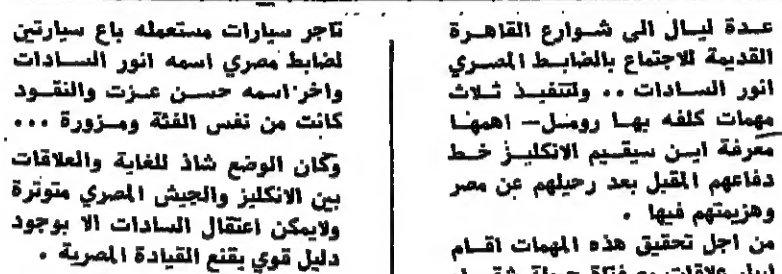 عدة ليال الى شوارع القاهرة
القديمة للاجتماع بالضابط المصري
انور السادات .. ولتنفيذ ثلاث
مهمات كلفه بها رومل — اهمها
معرفة اين سيقيم الانكليز خط
دفاعهم المقبل بعد رحيلهم عن مصر
وهزيمتهم فيها .
من اجل تحقيق هذه المهمات اقام
علاقات
تاجر سيارات مستعمله باع سيارتين
لضابط مصري اسمه انور السادات
واخر اسمه حسن عزت والنقود
كانت من نفس الفئة ومزورة ...
وكان الوضع شاذ للغاية والعلاقات
بين الانكليز والجيش المصري متوترة
ولايمكن اعتقال السادات الا بوجود
دليل قوي يقنع القيادة المصرية .